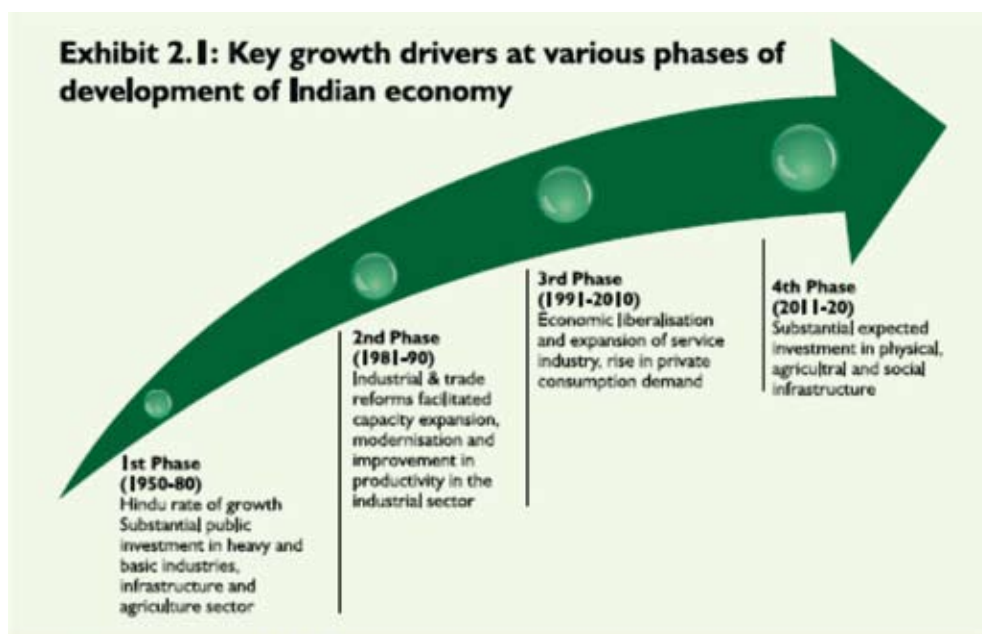 Exhibit 2.1: Key growth drivers at various phases of
development of Indian economy
1st Phase
(1950-80)
Hindu rate of growth
Substantial public
investment in heavy and
basic industries,
infrastructure and
agriculture sector
2nd Phase
(1981-90)
Industrial & trade
reforms facilitated
capacity expansion,
modernisation and
improvement in
productivity in the
industrial sector
3rd Phase
(1991-2010)
Economic liberalisation
and expansion of service
industry, rise in private
consumption demand
4th Phase
(2011-20)
Substantial expected
investment in physical,
agricultral and social
infrastructure